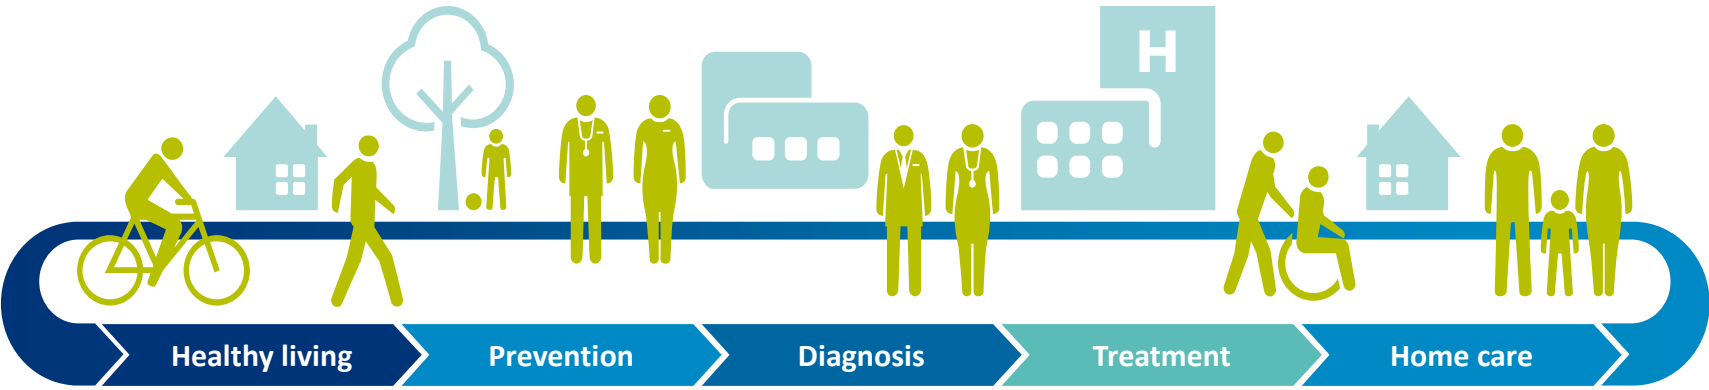 H
Healthy living
Prevention
Diagnosis
Treatment
Home care